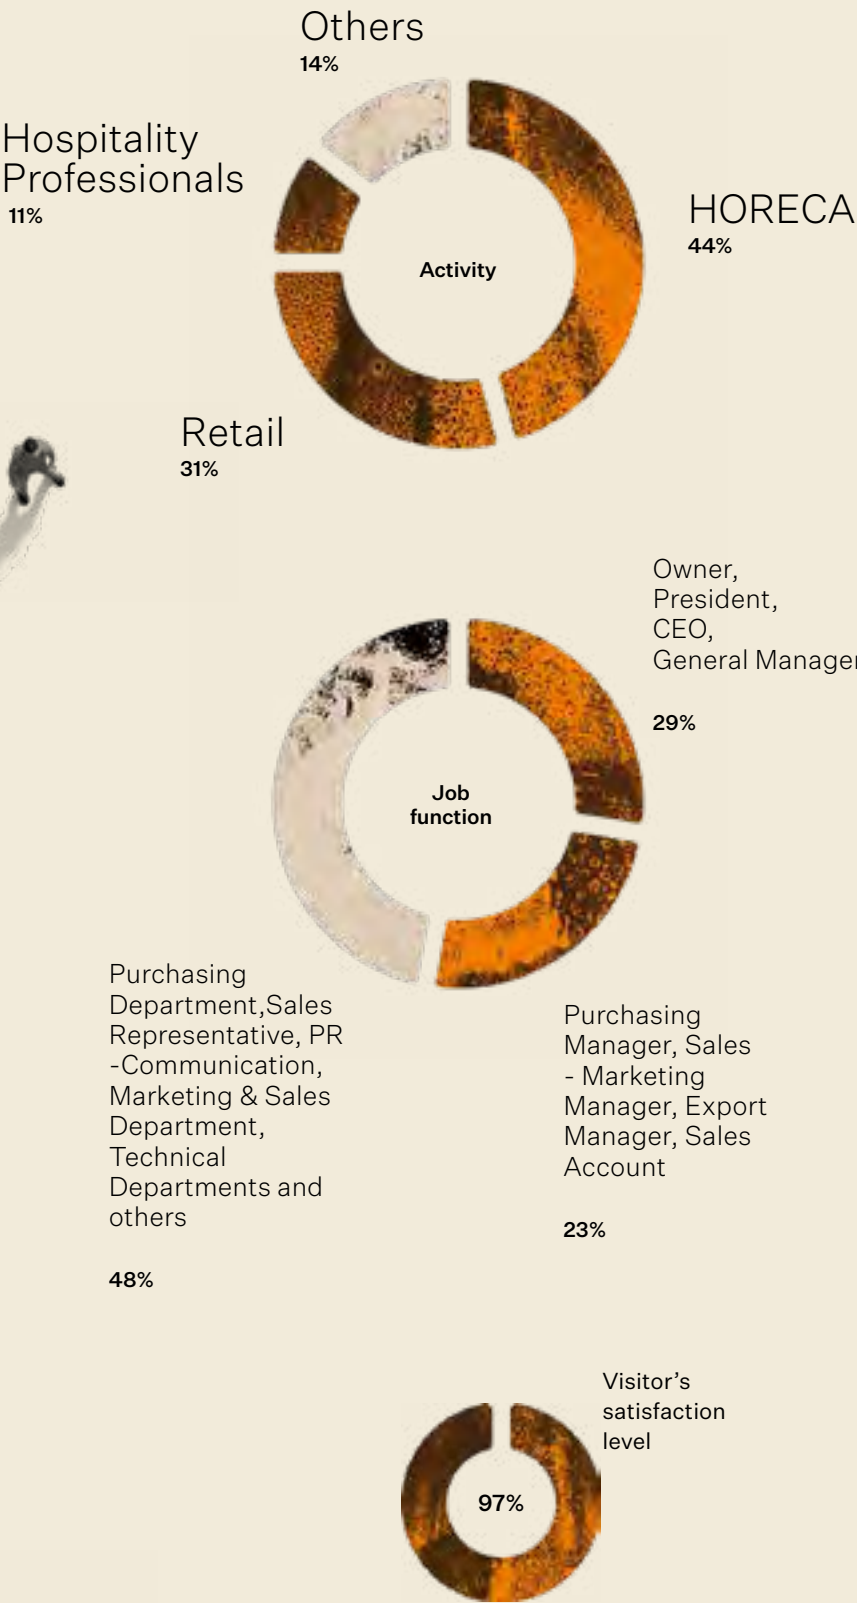 Others
14%
Hospitality
Professionals
11%
HORECA
44%
Activity
Retail
31%
Owner,
President,
CEO,
General Manager
29%
Job
function
Purchasing
Department,Sales
Representative, PR
-Communication,
Marketing & Sales
Department,
Technical
Departments and
others
48%
Purchasing
Manager, Sales
- Marketing
Manager, Export
Manager, Sales
Account
23%
Visitor’s
satisfaction
level
97%